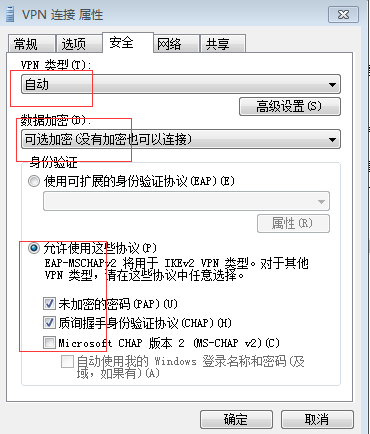 VPN 连接 属性
常规 选项 安全 网络 共享
VPN 类型(T):
自动
高级设置(S)
数据加密(D):
可选加密(没有加密也可以连接)
身份验证
使用可扩展的身份验证协议(EAP)(E)
属性(R)
允许使用这些协议(P)
EAP-MSCHAPv2 将用于 IKEv2 VPN 类型。对于其他
VPN 类型，请在这些协议中任意选择。
未加密的密码(PAP)(U)
质询握手身份验证协议(CHAP)(H)
Microsoft CHAP 版本 2 (MS-CHAP v2)(C)
自动使用我的 Windows 登录名称和密码(及
域，如果有)(A)
确定 取消